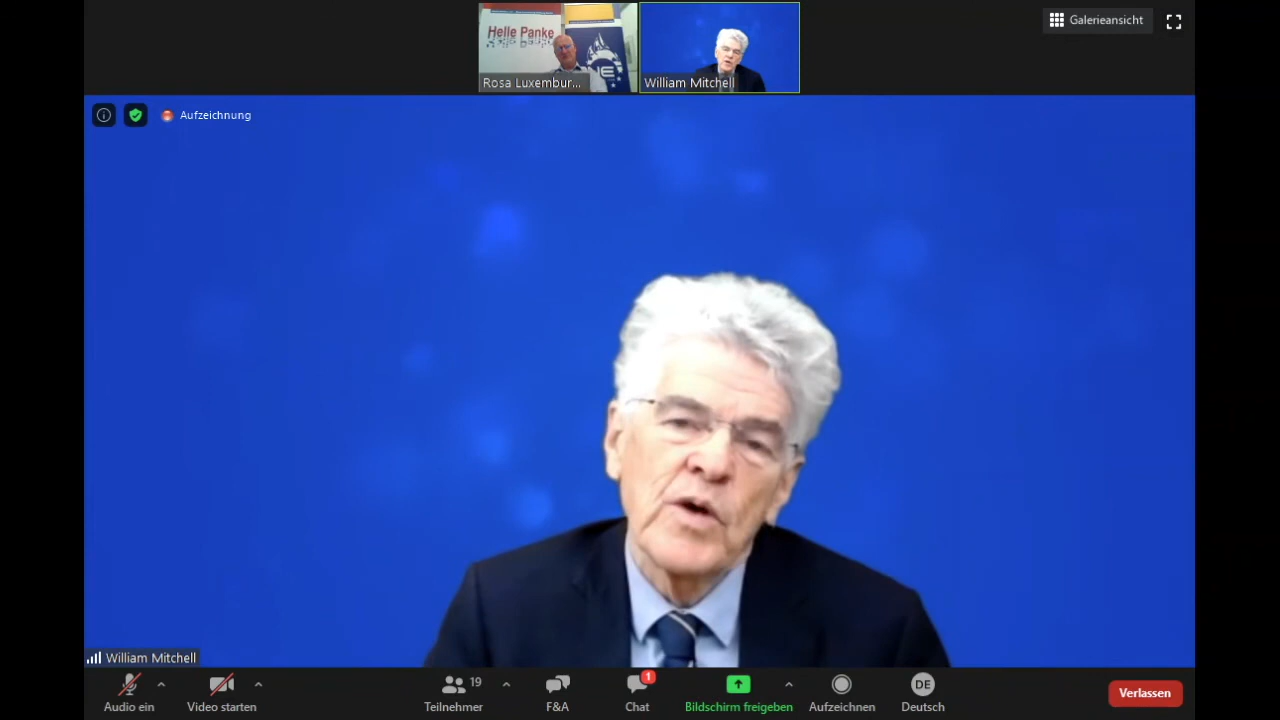 Helle Panke
NE
Rosa Luxembur...
William Mitchell
Galerieansicht
Aufzeichnung
William Mitchell
Audio ein
Video starten
19
Teilnehmer
F&A
1
Chat
Bildschirm freigeben
Aufzeichnen
DE
Deutsch
Verlassen